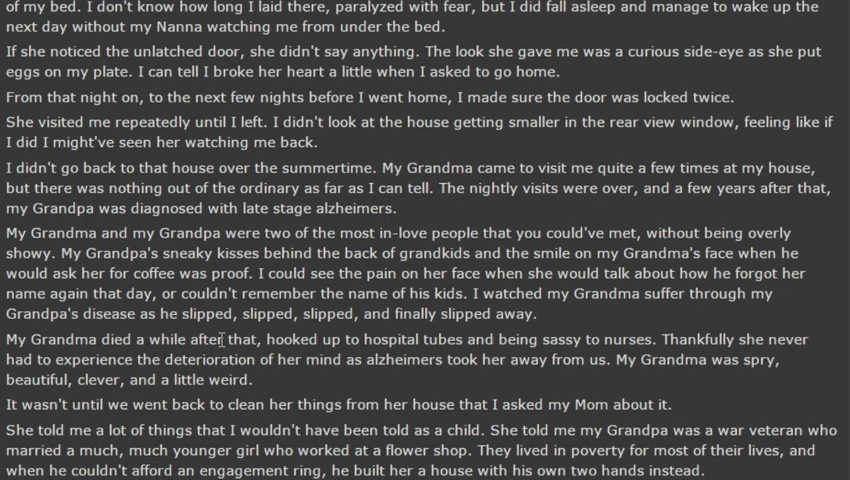 of my bed. I don't know how long I laid there, paralyzed with fear, but I did fall asleep and manage to wake up the
next day without my Nanna watching me from under the bed.
If she noticed the unlatched door, she didn't say anything. The look she gave me was a curious side-eye as she put
eggs on my plate. I can tell I broke her heart a little when I asked to go home.
From that night on, to the next few nights before I went home, I made sure the door was locked twice.
She visited me repeatedly until I left. I didn't look at the house getting smaller in the rear view window, feeling like if
I did I might've seen her watching me back.
I didn't go back to that house over the summertime. My Grandma came to visit me quite a few times at my house,
but there was nothing out of the ordinary as far as I can tell. The nightly visits were over, and a few years after that,
my Grandpa was diagnosed with late stage alzheimers.
My Grandma and my Grandpa were two of the most in-love people that you could've met, without being overly
showy. My Grandpa's sneaky kisses behind the back of grandkids and the smile on my Grandma's face when he
would ask her for coffee was proof. I could see the pain on her face when she would talk about how he forgot her
name again that day, or couldn't remember the name of his kids. I watched my Grandma suffer through my
Grandpa's disease as he slipped, slipped, slipped, and finally slipped away.
My Grandma died a while after that, hooked up to hospital tubes and being sassy to nurses. Thankfully she never
had to experience the deterioration of her mind as alzheimers took her away from us. My Grandma was spry,
beautiful, clever, and a little weird.
It wasn't until we went back to clean her things from her house that I asked my Mom about it.
She told me a lot of things that I wouldn't have been told as a child. She told me my Grandpa was a war veteran who
married a much, much younger girl who worked at a flower shop. They lived in poverty for most of their lives, and
when he couldn't afford an engagement ring, he built her a house with his own two hands instead.